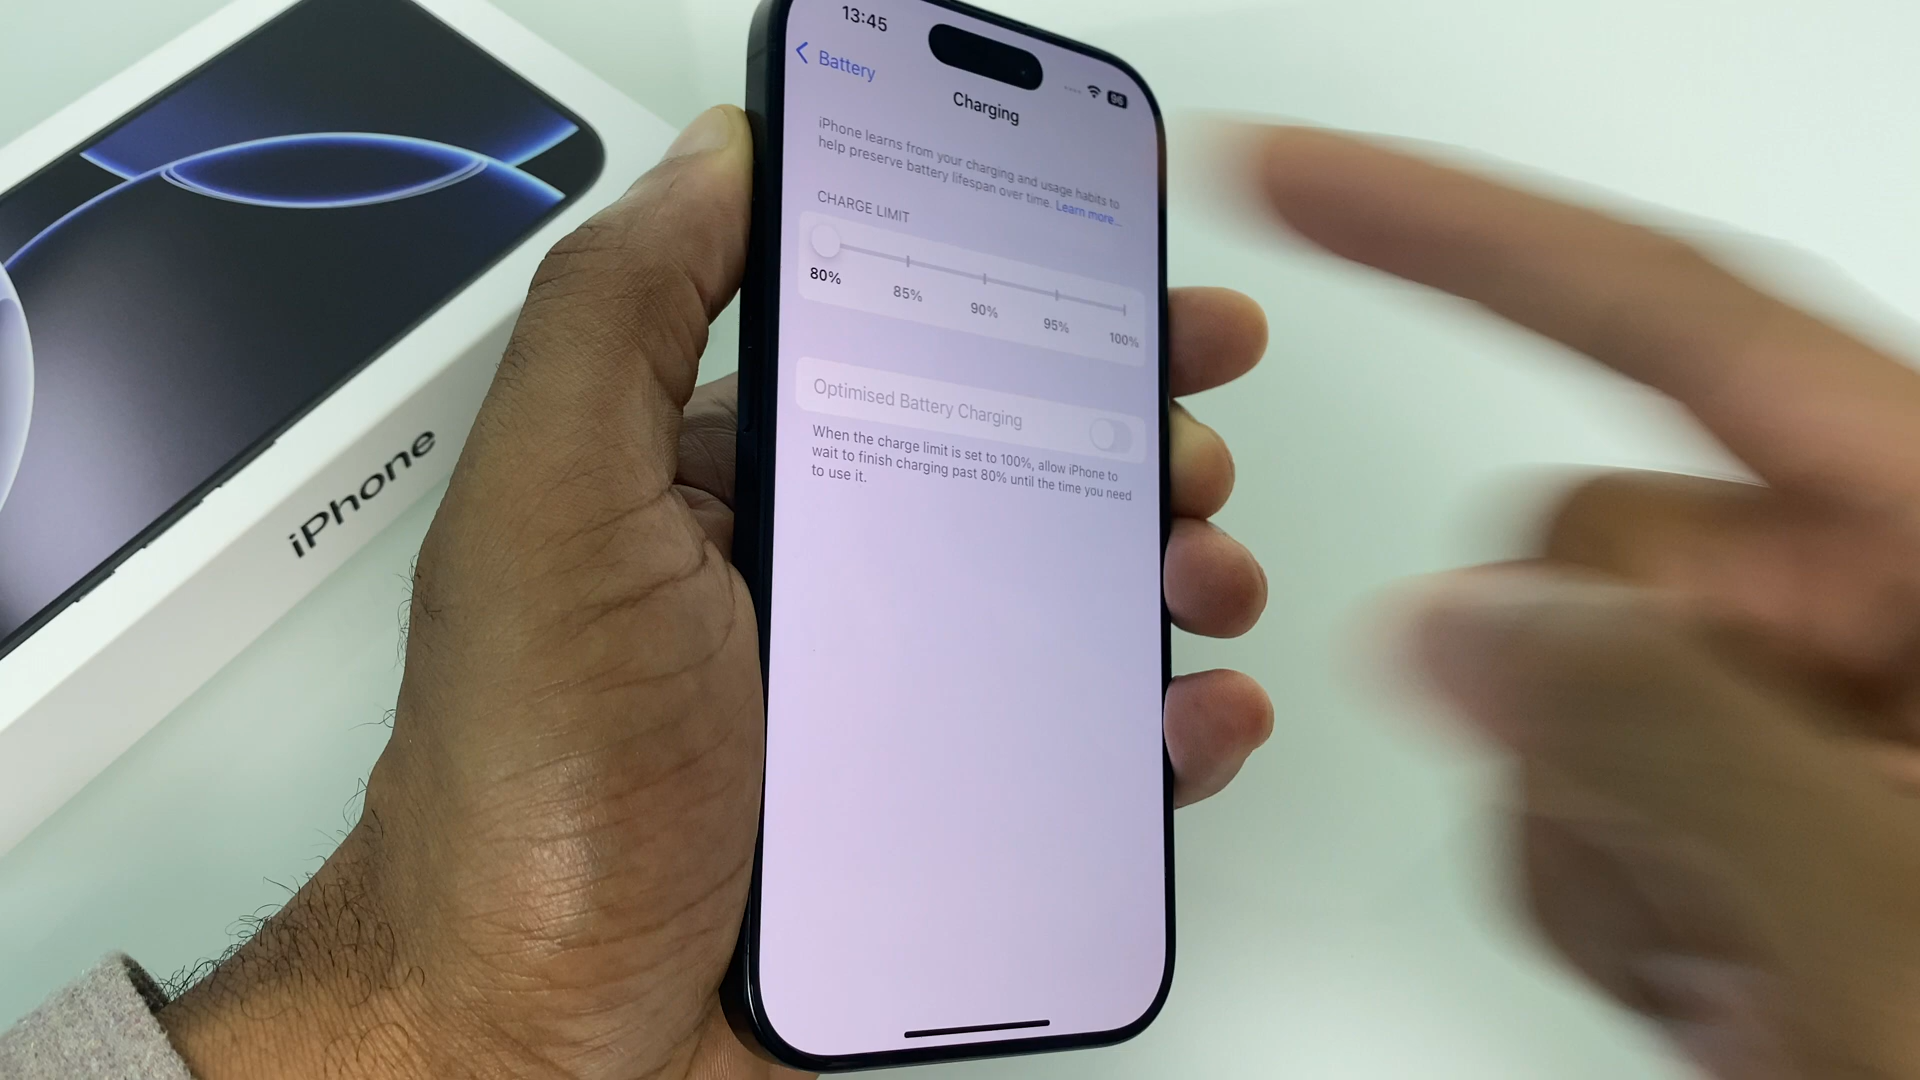 13:45
Battery
Charging
iPhone learns from your charging and usage habits to
help preserve battery lifespan over time. Learn more...
CHARGE LIMIT
80%
85%
90%
95%
100%
Optimised Battery Charging
When the charge limit is set to 100%, allow iPhone to
wait to finish charging past 80% until the time you need
to use it.
iPhone